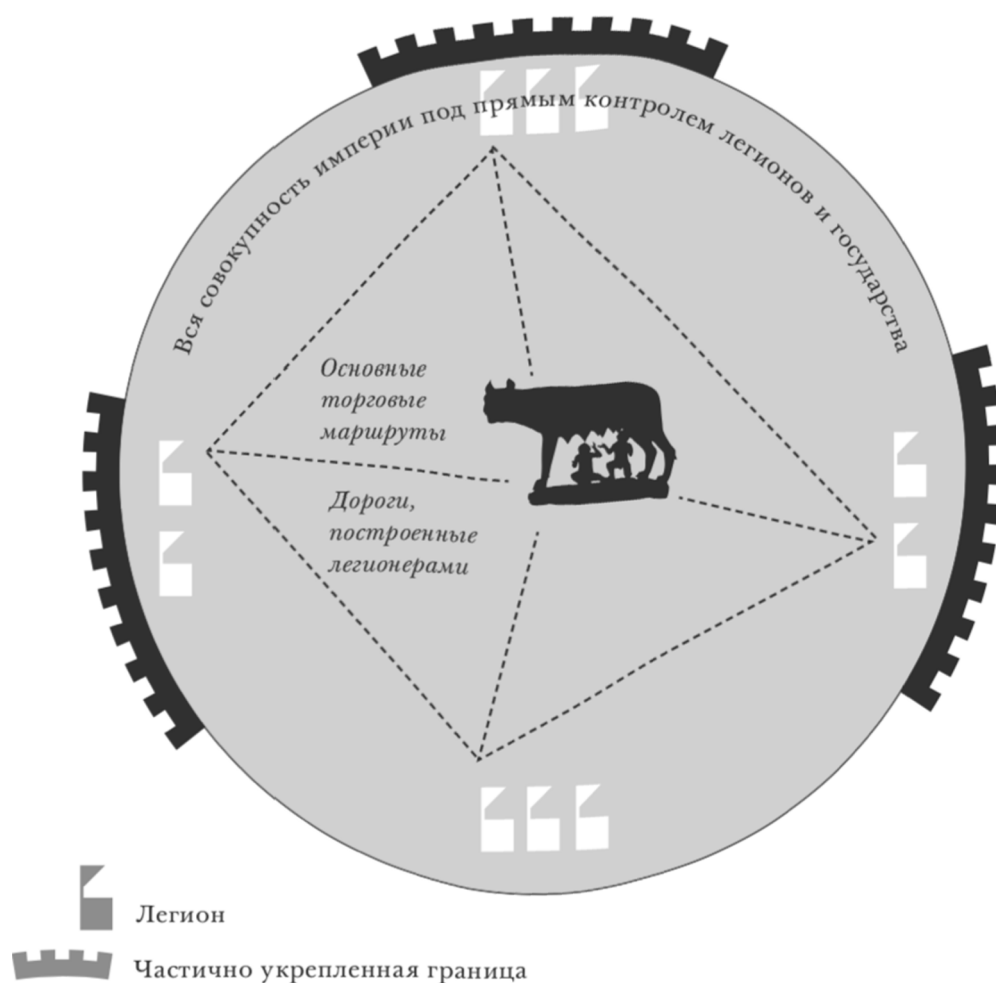 Вся совокупность империи под прямым контролем легионов и государства
Основные
торговые
маршруты
Дороги,
построенные
легионерами
Легион
Частично укрепленная граница